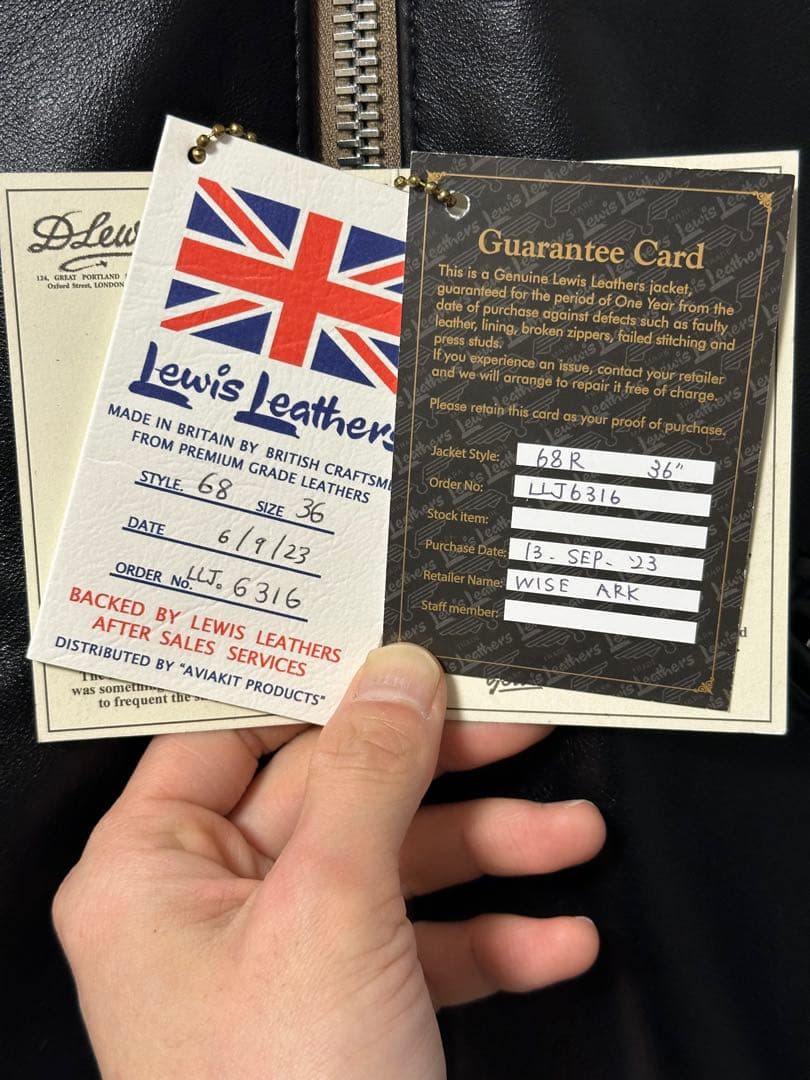 DLew
124, GREAT PORTLAND
Oxford Street, LONDON
Lewis Leathers
MADE IN BRITAIN BY BRITISH CRAFTSM
FROM PREMIUM GRADE LEATHERS
STYLE. 68 SIZE 36
DATE 6/9/23
ORDER No. LLJ. 6316
BACKED BY LEWIS LEATHERS
AFTER SALES SERVICES
DISTRIBUTED BY "AVIAKIT PRODUCTS"
was somethin
to frequent the
Guarantee Card
This is a Genuine Lewis Leathers jacket,
guaranteed for the period of One Year from the
date of purchase against defects such as faulty
leather, lining, broken zippers, failed stitching and
press studs.
If you experience an issue, contact your retailer
and we will arrange to repair it free of charge.
Please retain this card as your proof of purchase.
Jacket Style: 68R 36"
Order No: LLJ6316
Stock item:
Purchase Date: 13. SEP. '23
Retailer Name: WISE ARK
Staff member: